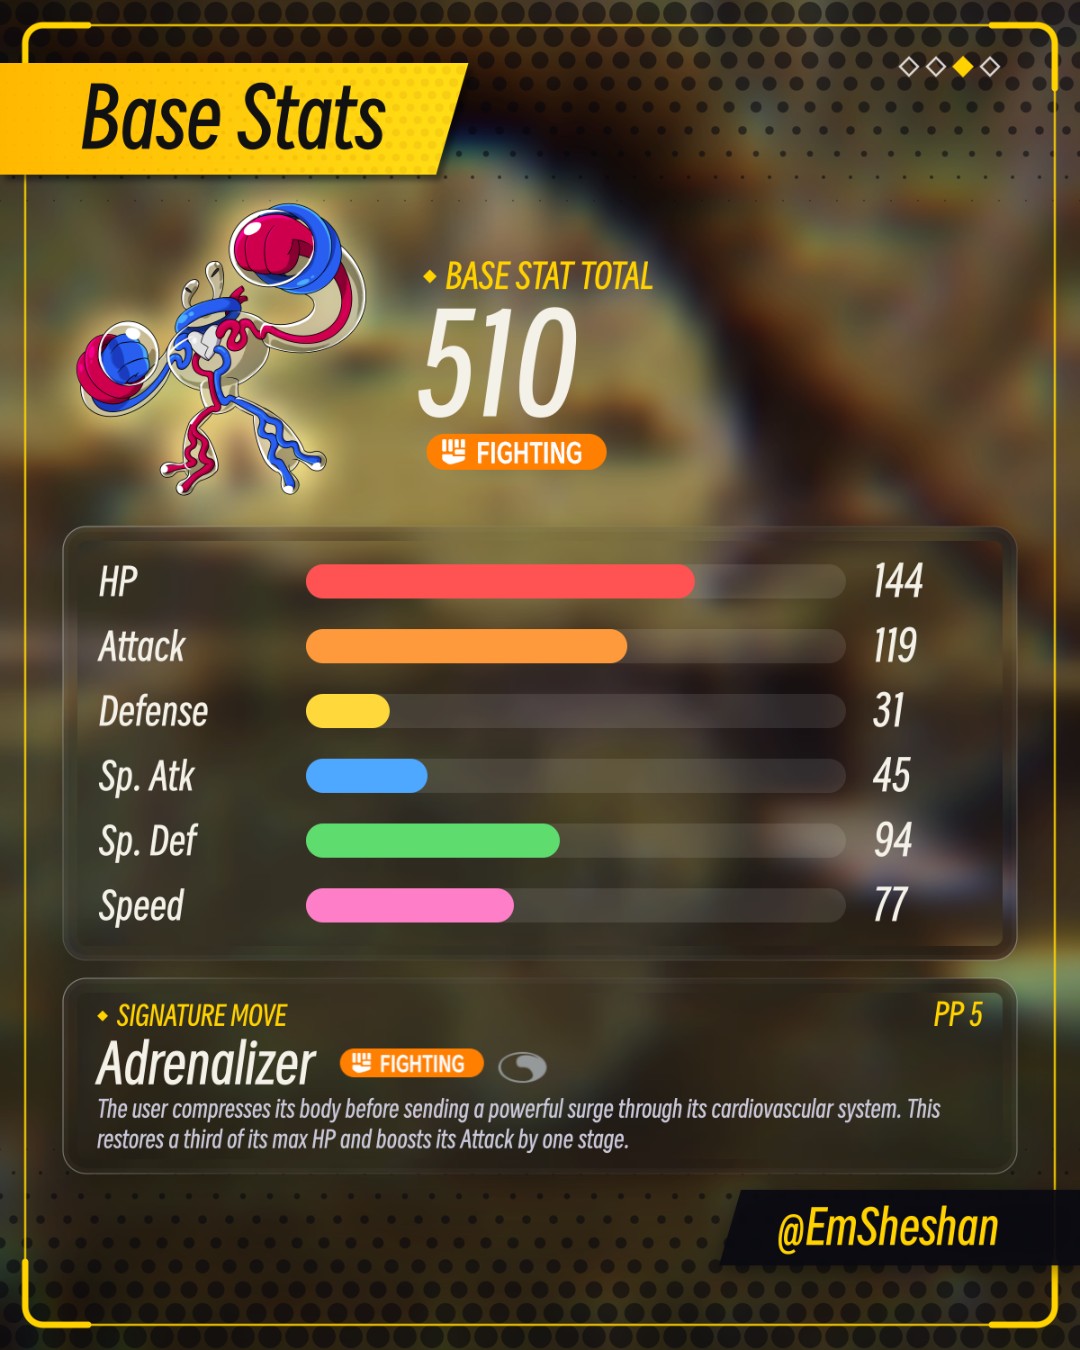 Base Stats
BASE STAT TOTAL
510
FIGHTING
HP 144
Attack 119
Defense 31
Sp. Atk 45
Sp. Def 94
Speed 77
SIGNATURE MOVE PP 5
Adrenalizer FIGHTING
The user compresses its body before sending a powerful surge through its cardiovascular system. This
restores a third of its max HP and boosts its Attack by one stage.
@EmSheshan